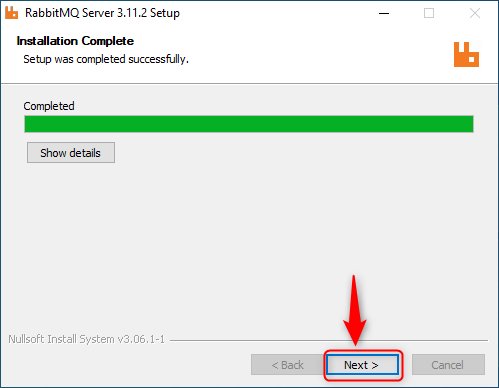 RabbitMQ Server 3.11.2 Setup
Installation Complete
Setup was completed successfully.
Completed
Show details
Nullsoft Install System v3.06.1-1
< Back
Next >
Cancel